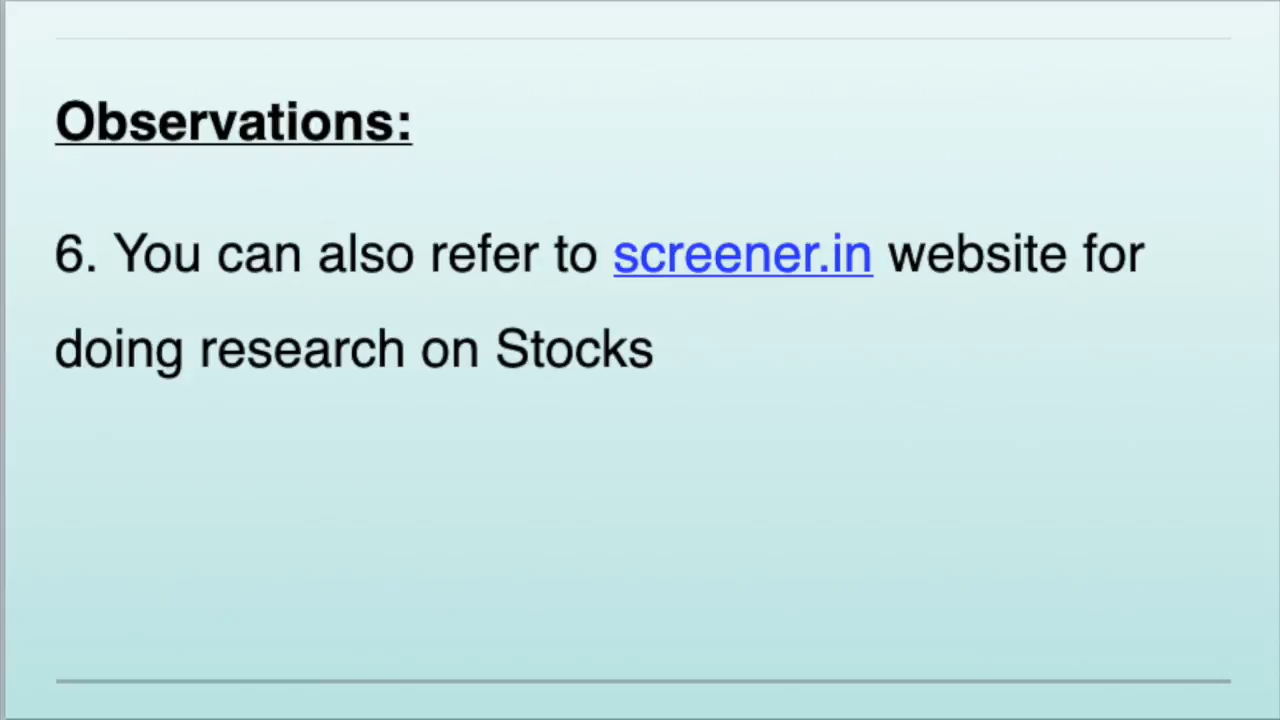 Observations:
6. You can also refer to screener.in website for
doing research on Stocks